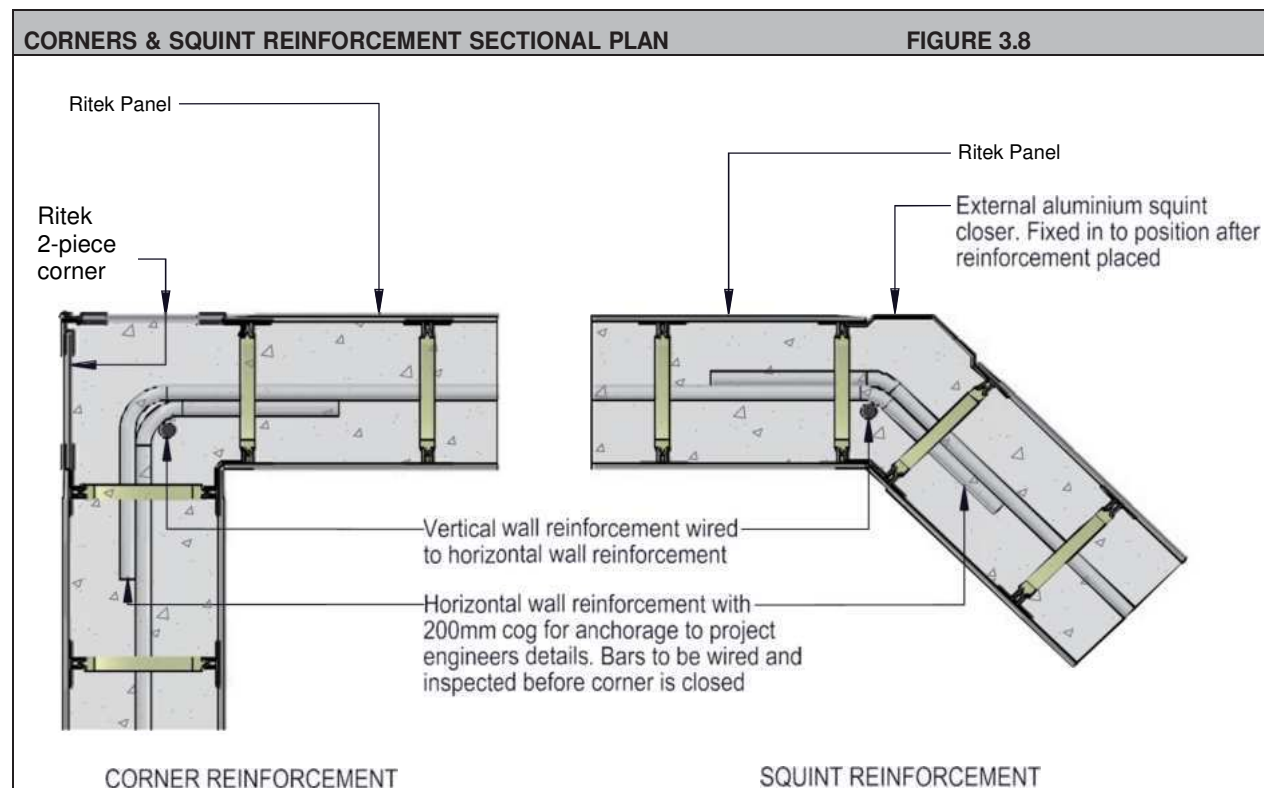 CORNERS & SQUINT REINFORCEMENT SECTIONAL PLAN FIGURE 3.8
Ritek Panel
Ritek
2-piece
corner
Ritek Panel
External aluminium squint
closer. Fixed in to position after
reinforcement placed
Vertical wall reinforcement wired
to horizontal wall reinforcement
Horizontal wall reinforcement with
200mm cog for anchorage to project
engineers details. Bars to be wired and
inspected before corner is closed
CORNER REINFORCEMENT
SQUINT REINFORCEMENT